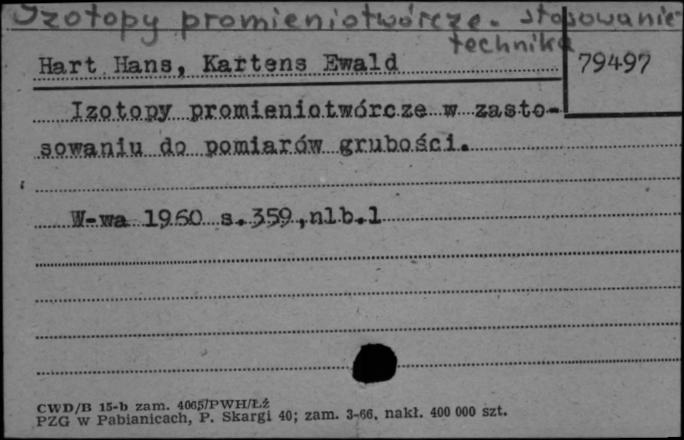 Izotopy promieniotwórcze. stosowanie-
technika
Hart Hans, Kartens Ewald
79497
Izotopy promieniotwórcze w zasto-
sowaniu do pomiarów grubości.
W-wa 1960 s.359,nlb.1
CWD/B 15-b zam. 4065/PWH/Łź
PZG w Pabianicach, P. Skargi 40; zam. 3-66, nakł. 400 000 szt.